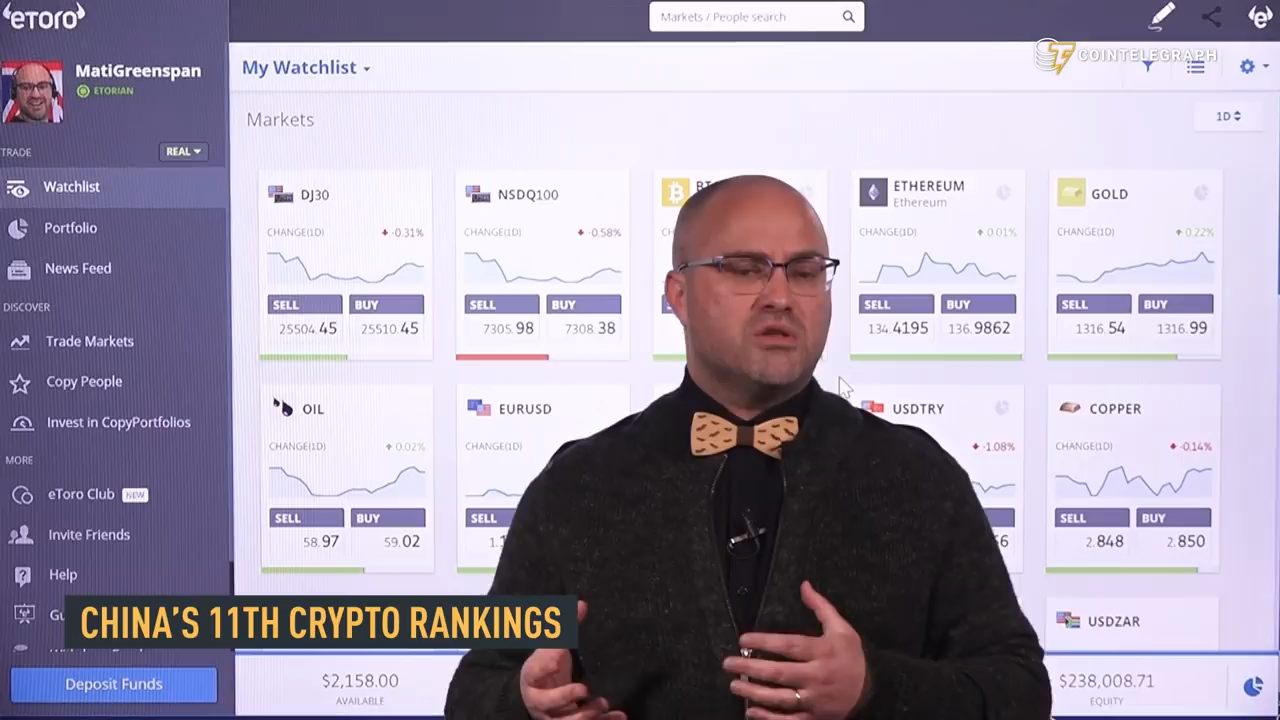 eTORO
Markets / People search
COINTELEGRAPH
MatiGreenspan
ETORIAN
My Watchlist
Markets
1D
TRADE
REAL
Watchlist
Portfolio
News Feed
DISCOVER
Trade Markets
Copy People
Invest in CopyPortfolios
MORE
eToro Club NEW
Invite Friends
Help
Gu
Deposit Funds
DJ30
CHANGE(1D) -0.31%
SELL BUY
25504.45 25510.45
NSDQ100
CHANGE(1D) -0.58%
SELL BUY
7305.98 7308.38
ETHEREUM
Ethereum
CHANGE(1D) 0.01%
SELL BUY
134.4195 136.9862
GOLD
CHANGE(1D) 0.22%
SELL BUY
1316.54 1316.99
OIL
CHANGE(1D) 0.02%
SELL BUY
58.97 59.02
EURUSD
CHANGE(1D)
SELL
USDTRY
-1.08%
COPPER
CHANGE(1D) -0.14%
SELL BUY
2.848 2.850
USDZAR
CHINA'S 11TH CRYPTO RANKINGS
$2,158.00
AVAILABLE
$238,008.71
EQUITY